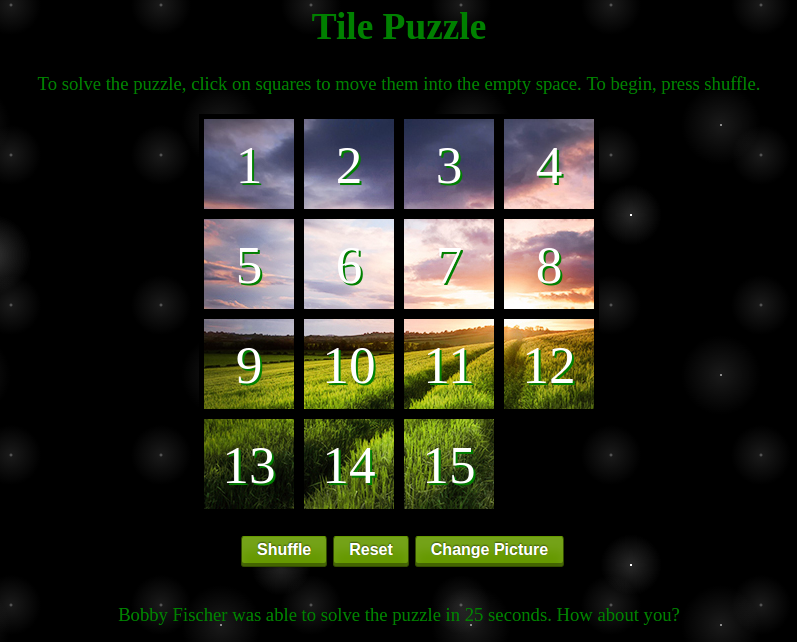 Tile Puzzle
To solve the puzzle, click on squares to move them into the empty space. To begin, press shuffle.
1 2 3 4
5 6 7 8
9 10 11 12
13 14 15
Shuffle Reset Change Picture
Bobby Fischer was able to solve the puzzle in 25 seconds. How about you?